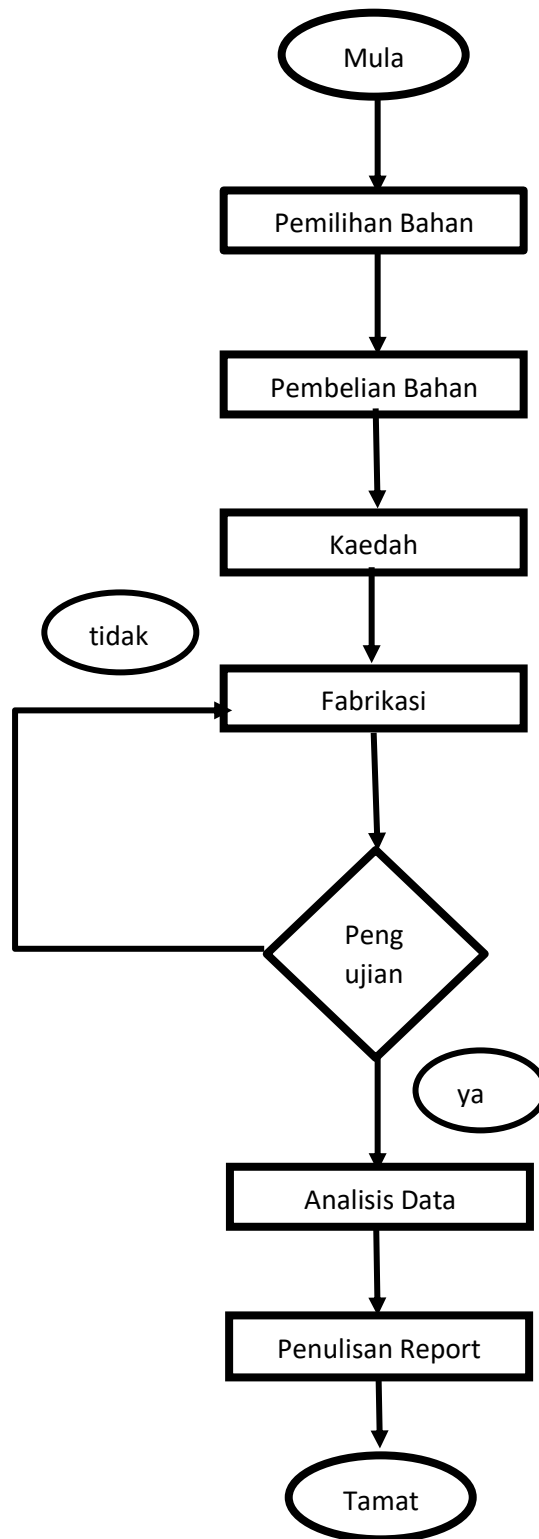 Mula
Pemilihan Bahan
Pembelian Bahan
Kaedah
tidak
Fabrikasi
Peng
ujian
ya
Analisis Data
Penulisan Report
Tamat